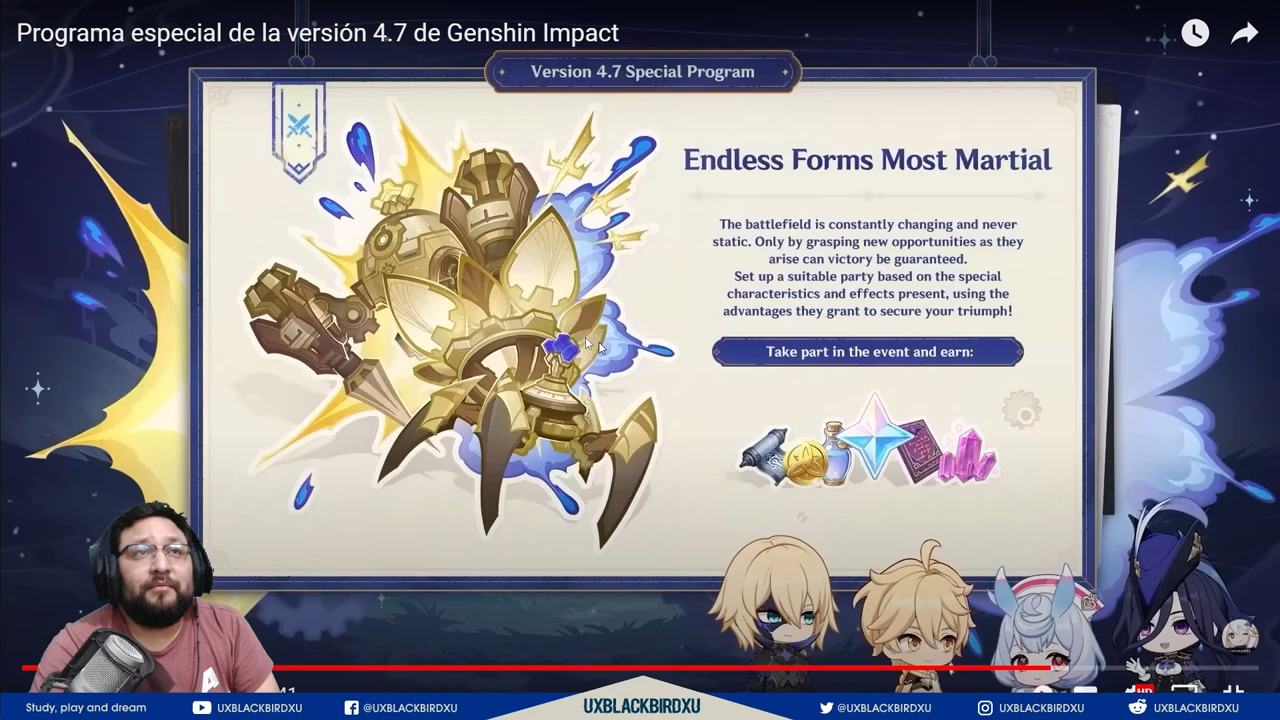 Programa especial de la versión 4.7 de Genshin Impact
Version 4.7 Special Program
Endless Forms Most Martial
The battlefield is constantly changing and never
static. Only by grasping new opportunities as they
arise can victory be guaranteed.
Set up a suitable party based on the special
characteristics and effects present, using the
advantages they grant to secure your triumph!
Take part in the event and earn:
A
HD
Study, play and dream
UXBLACKBIRDXU
@UXBLACKBIRDXU
UXBLACKBIRDXU
@UXBLACKBIRDXU
UXBLACKBIRDXU
UXBLACKBIRDXU